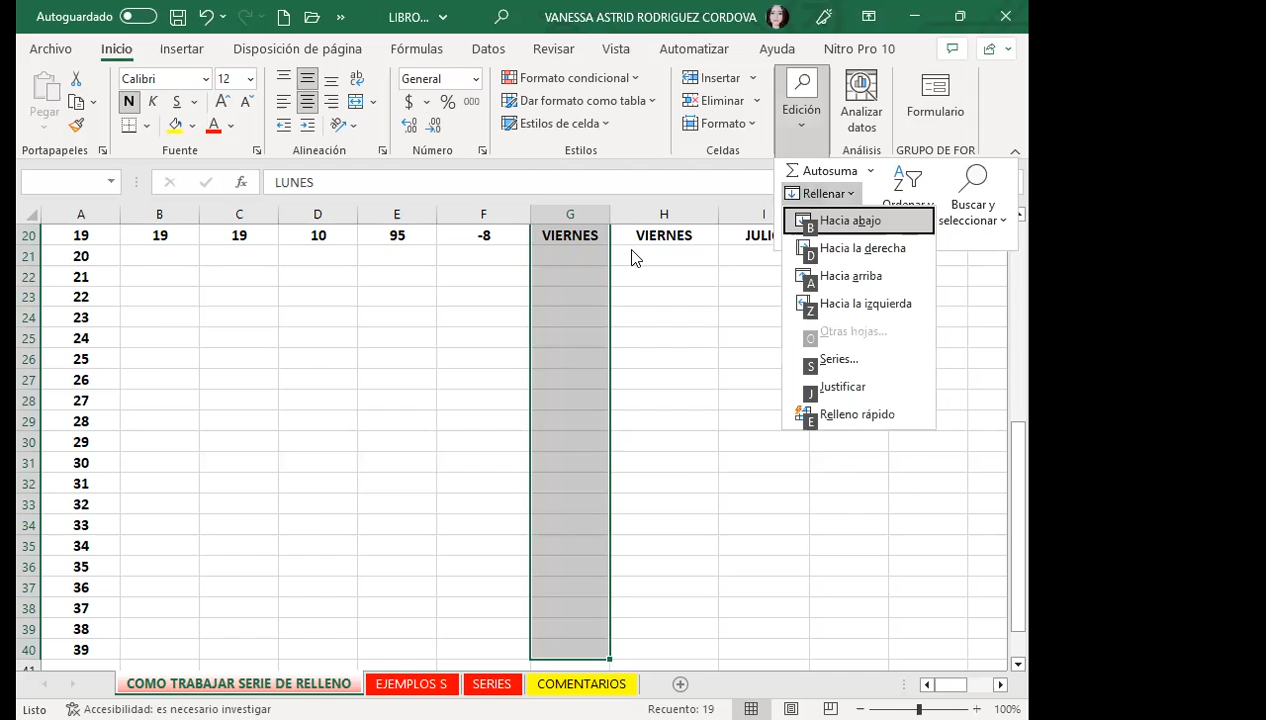 Autoguardado
LIBRO...
VANESSA ASTRID RODRIGUEZ CORDOVA
Archivo Inicio Insertar Disposición de página Fórmulas Datos Revisar Vista Automatizar Ayuda Nitro Pro 10
Pegar
Calibri 12
N K S
General
$ % 000
Formato condicional
Dar formato como tabla
Estilos de celda
Insertar
Eliminar
Formato
Edición
Analizar
datos
Formulario
Portapapeles Fuente Alineación Número Estilos Celdas Análisis GRUPO DE FOR
fx LUNES
Autosuma
Rellenar
Buscar y
seleccionar
B Hacia abajo
D Hacia la derecha
A Hacia arriba
Z Hacia la izquierda
O Otras hojas...
S Series...
J Justificar
E Relleno rápido
A B C D E F G H I
20 19 19 19 10 95 -8 VIERNES VIERNES
21 20
22 21
23 22
24 23
25 24
26 25
27 26
28 27
29 28
30 29
31 30
32 31
33 32
34 33
35 34
36 35
37 36
38 37
39 38
40 39
COMO TRABAJAR SERIE DE RELLENO EJEMPLOS S SERIES COMENTARIOS
Listo Accesibilidad: es necesario investigar Recuento: 19 100%